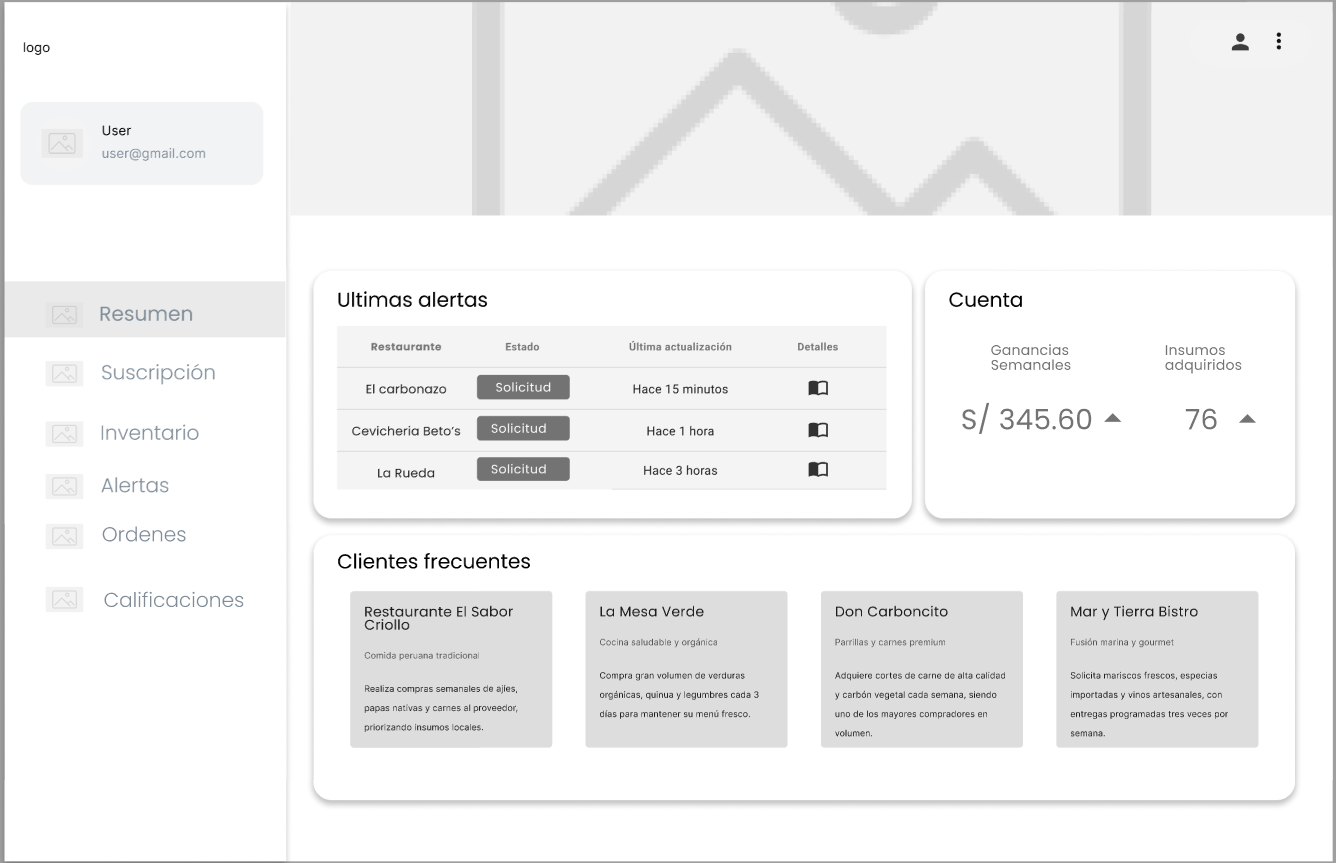 logo
User
user@gmail.com
Resumen
Suscripción
Inventario
Alertas
Ordenes
Calificaciones
Ultimas alertas
Restaurante Estado Última actualización Detalles
El carbonazo Solicitud Hace 15 minutos
Cevicheria Beto's Solicitud Hace 1 hora
La Rueda Solicitud Hace 3 horas
Cuenta
Ganancias
Semanales
S/ 345.60
Insumos
adquiridos
76
Clientes frecuentes
Restaurante El Sabor
Criollo
Comida peruana tradicional
Realiza compras semanales de ajíes,
papas nativas y carnes al proveedor,
priorizando insumos locales.
La Mesa Verde
Cocina saludable y orgánica
Compra gran volumen de verduras
orgánicas, quinua y legumbres cada 3
días para mantener su menú fresco.
Don Carboncito
Parrillas y carnes premium
Adquiere cortes de carne de alta calidad
y carbón vegetal cada semana, siendo
uno de los mayores compradores en
volumen.
Mar y Tierra Bistro
Fusión marina y gourmet
Solicita mariscos frescos, especias
importadas y vinos artesanales, con
entregas programadas tres veces por
semana.